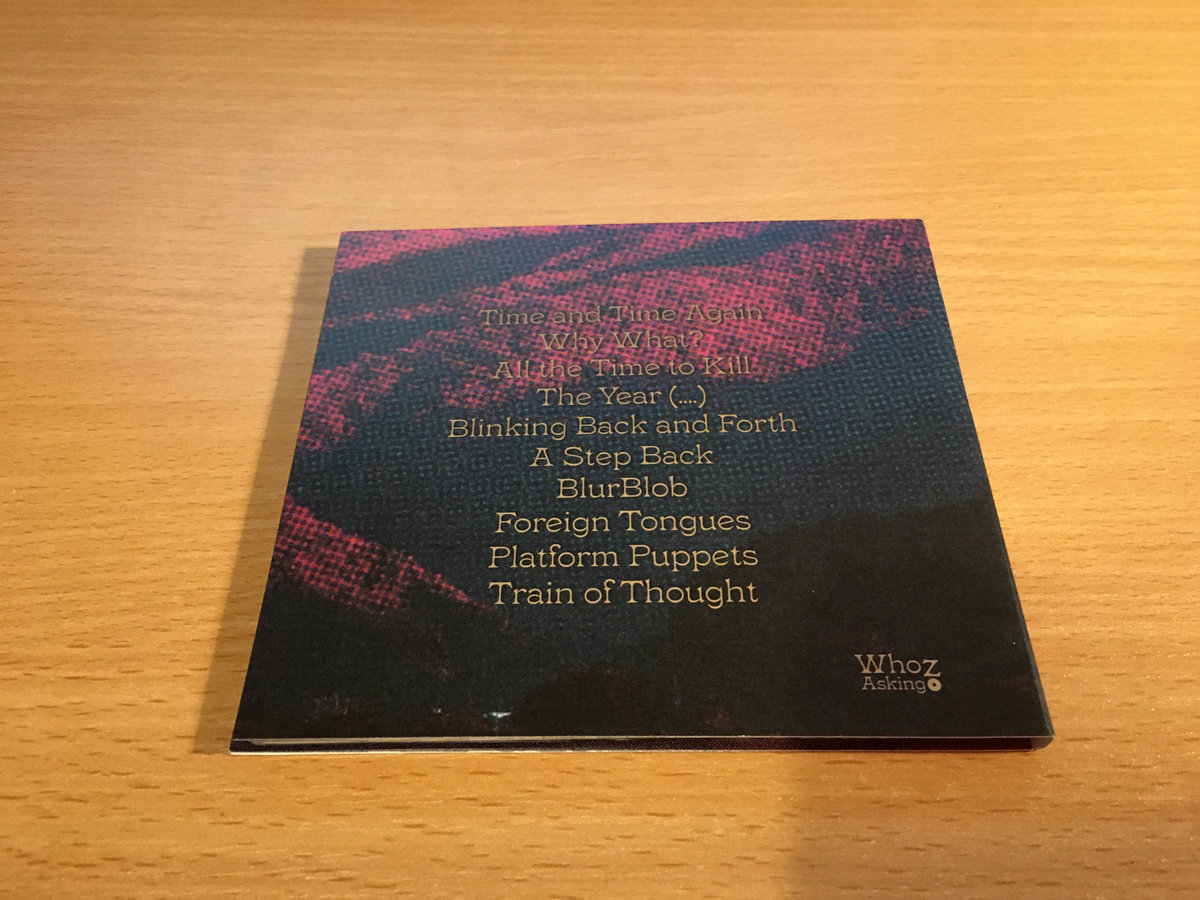 Time and Time Again
Why What?
All the Time to Kill
The Year (....)
Blinking Back and Forth
A Step Back
BlurBlob
Foreign Tongues
Platform Puppets
Train of Thought
Whoz
Asking